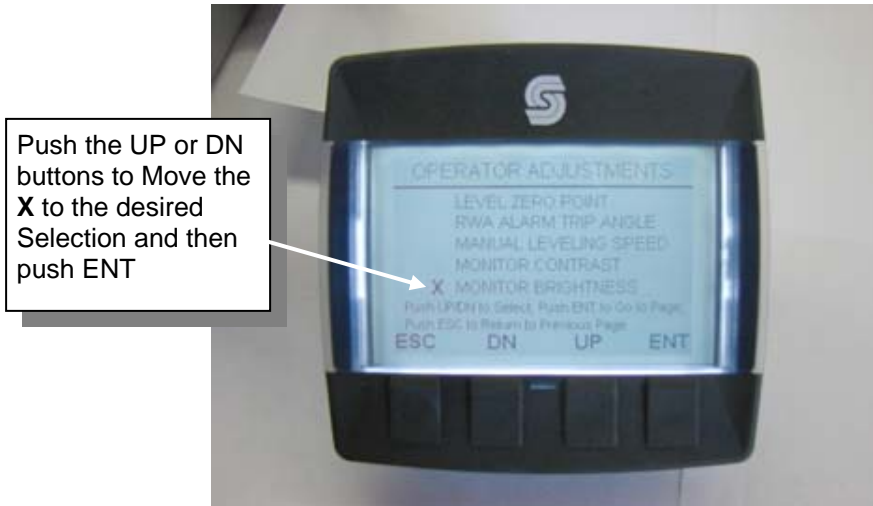 Push the UP or DN
buttons to Move the
X to the desired
Selection and then
push ENT
OPERATOR ADJUSTMENTS
LEVEL ZERO POINT
RWA ALARM TRIP ANGLE
MANUAL LEVELING SPEED
MONITOR CONTRAST
X MONITOR BRIGHTNESS
Push UP/DN to Select, Push ENT to Go to Page,
Push ESC to Return to Previous Page
ESC DN UP ENT